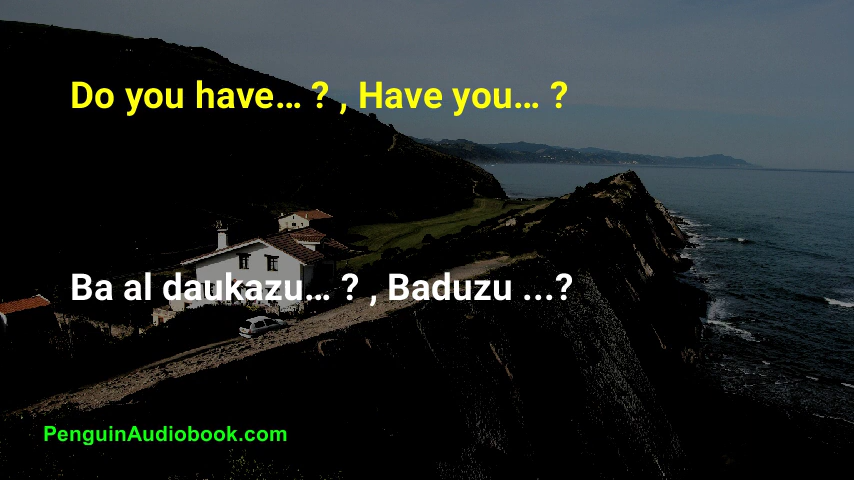 Do you have… ? , Have you… ?
Ba al daukazu… ? , Baduzu ...?
PenguinAudiobook.com